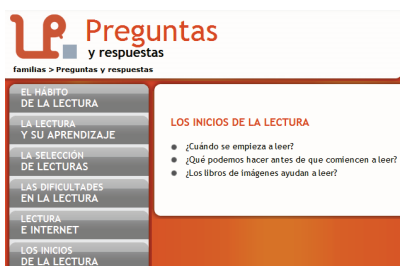 Preguntas
y respuestas
familias > Preguntas y respuestas
EL HÁBITO
DE LA LECTURA
LA LECTURA
Y SU APRENDIZAJE
LA SELECCIÓN
DE LECTURAS
LAS DIFICULTADES
EN LA LECTURA
LECTURA
E INTERNET
LOS INICIOS
DE LA LECTURA
LOS INICIOS DE LA LECTURA
¿Cuándo se empieza a leer?
¿Qué podemos hacer antes de que comiencen a leer?
¿Los libros de imágenes ayudan a leer?